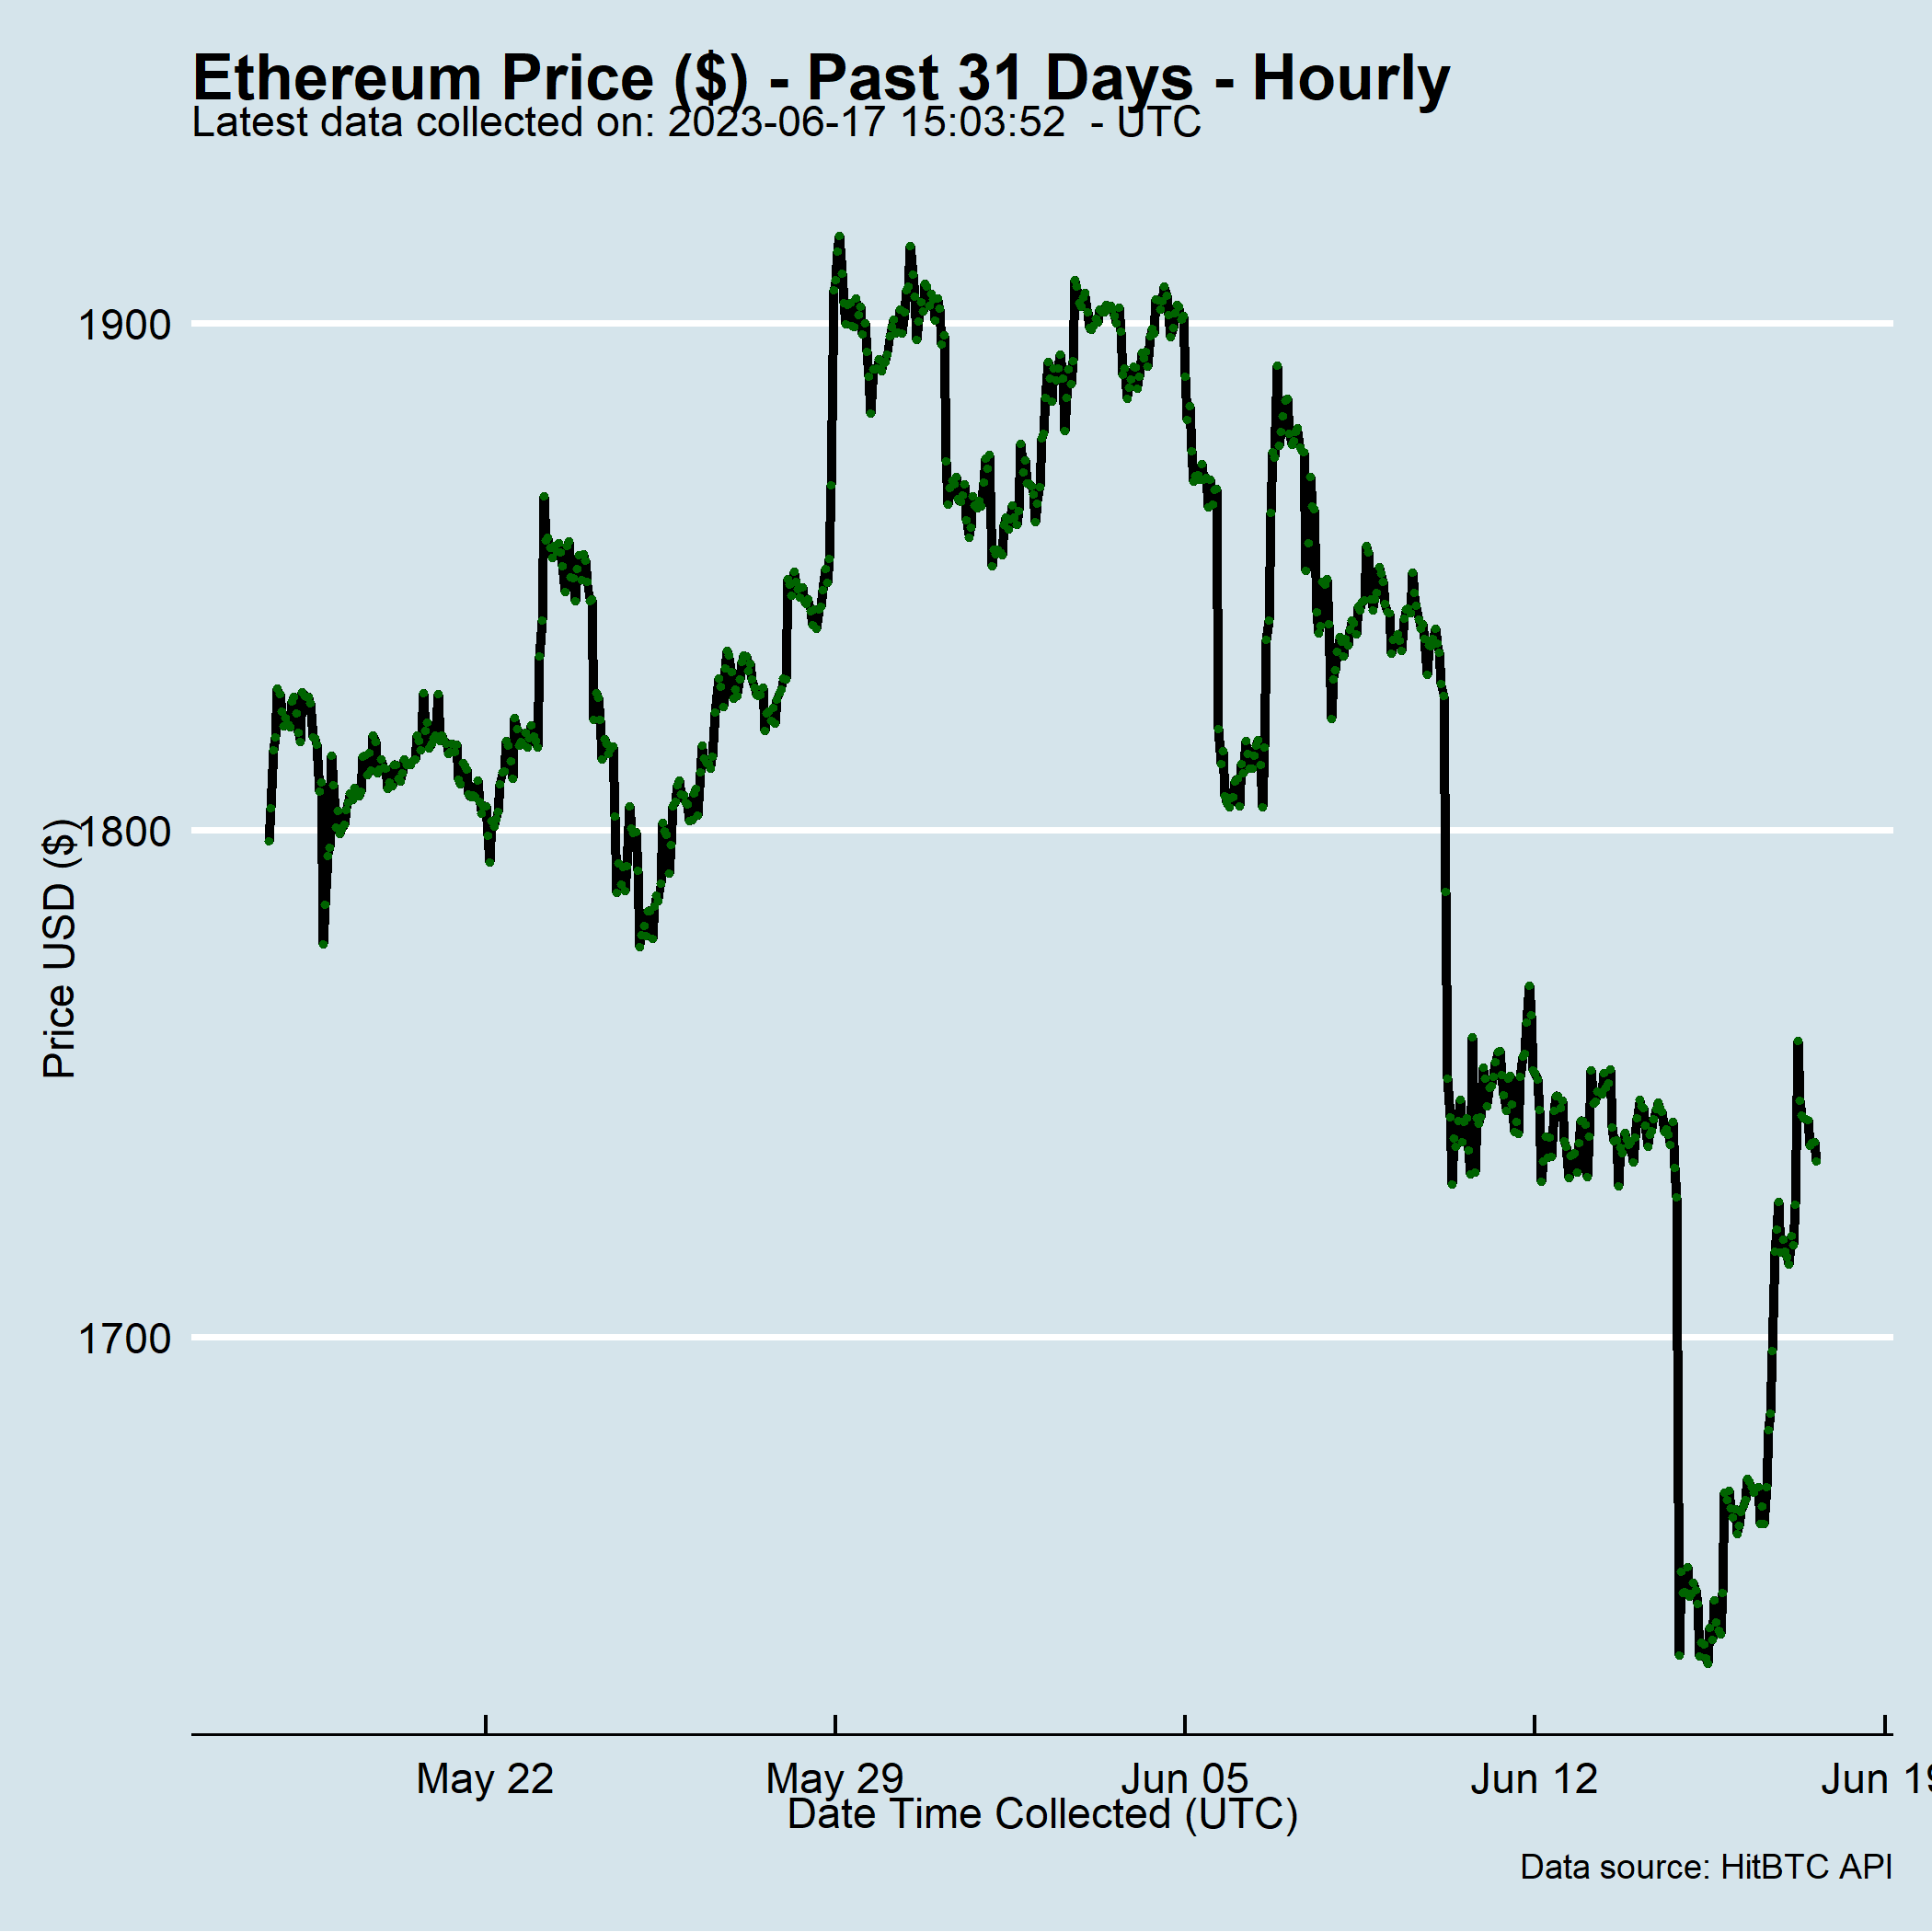 Ethereum Price ($) - Past 31 Days - Hourly
Latest data collected on: 2023-06-17 15:03:52  - UTC
1900
1800
1700
Price USD ($)
May 22
May 29
Jun 05
Jun 12
Jun 19
Date Time Collected (UTC)
Data source: HitBTC API